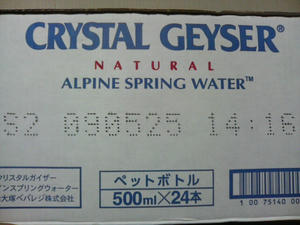 CRYSTAL GEYSER®
NATURAL
ALPINE SPRING WATER™
S2 090525 14:16
クリスタルガイザー
インスプリングウォーター
大塚ベバレジ株式会社
ペットボトル
500ml×24本
1 00 75140 00